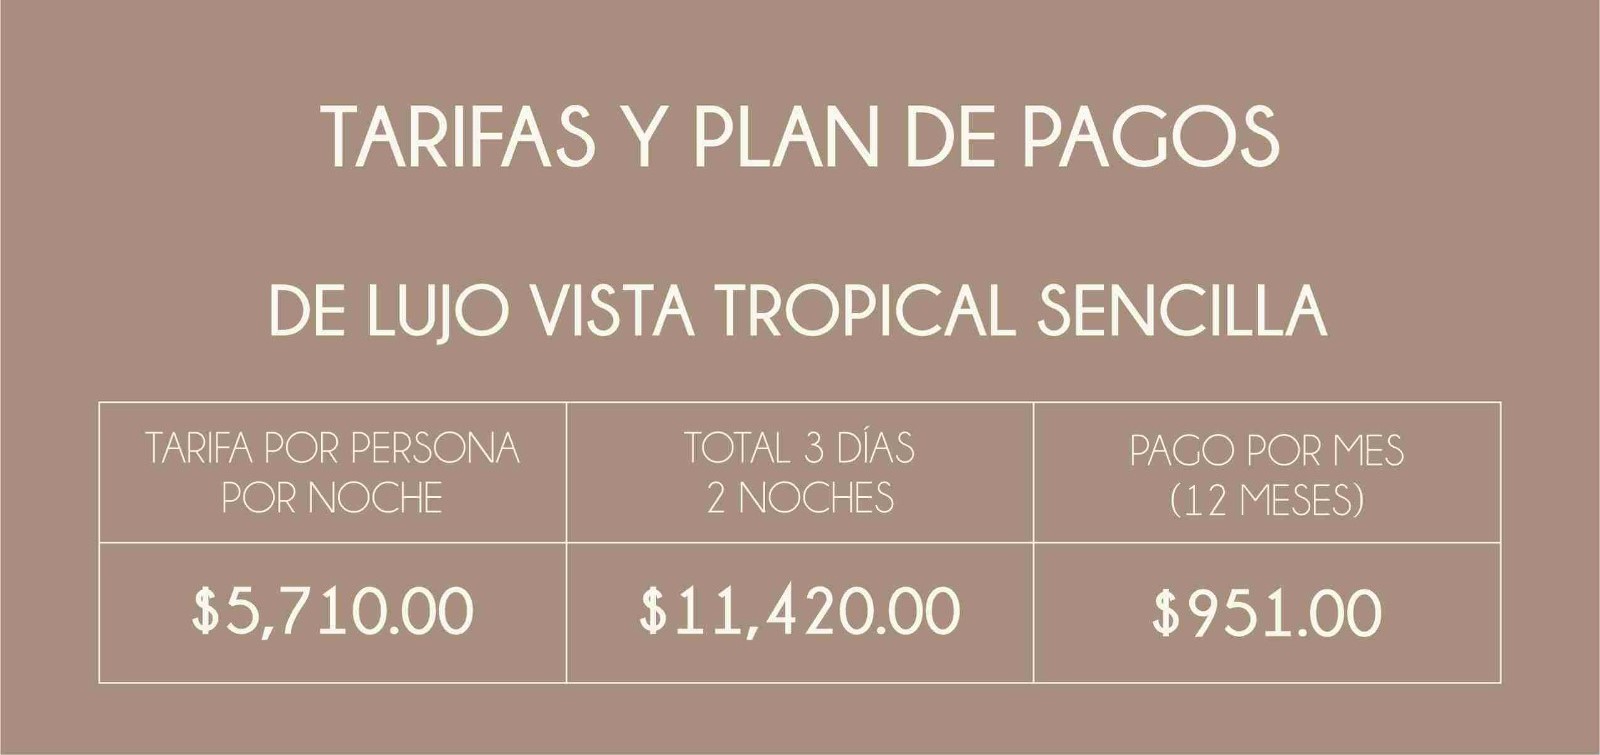 TARIFAS Y PLAN DE PAGOS
DE LUJO VISTA TROPICAL SENCILLA
TARIFA POR PERSONA
POR NOCHE
TOTAL 3 DÍAS
2 NOCHES
PAGO POR MES
(12 MESES)
$5,710.00
$11,420.00
$951.00